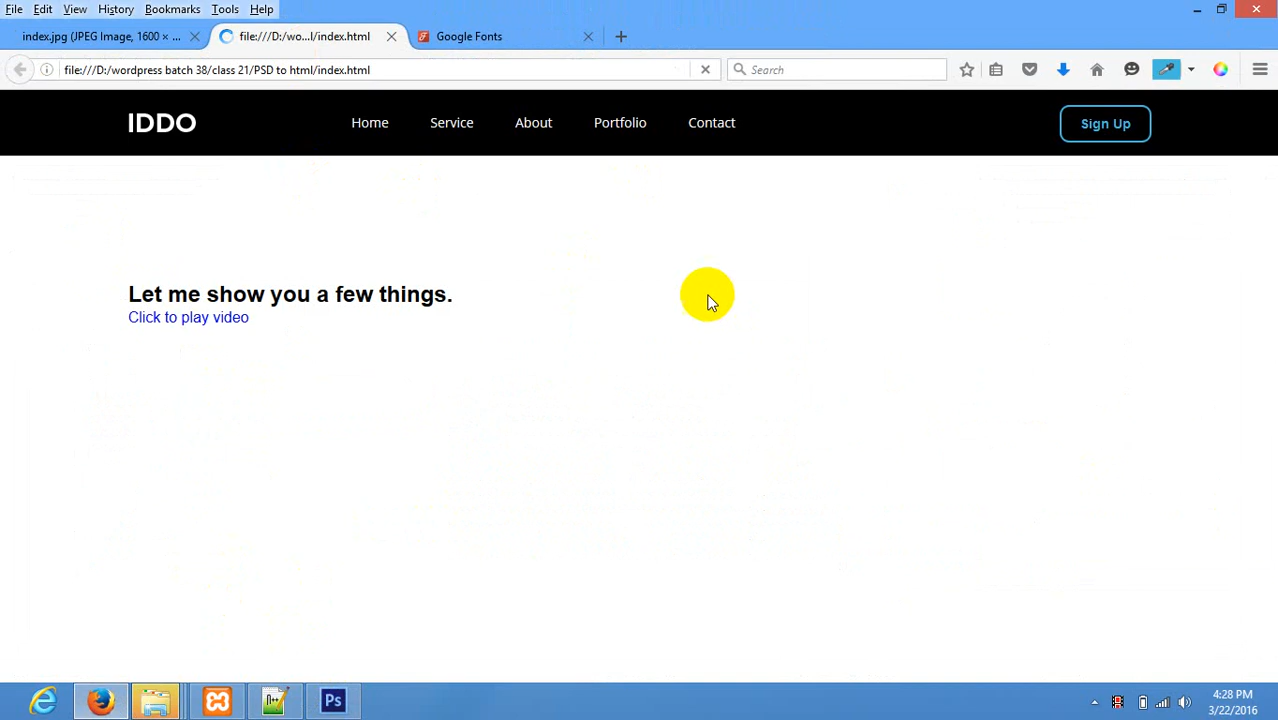 File Edit View History Bookmarks Tools Help
index.jpg (JPEG Image, 1600 × ...
file:///D:/wo...l/index.html
Google Fonts
file:///D:/wordpress batch 38/class 21/PSD to html/index.html
Search
IDDO
Home Service About Portfolio Contact
Sign Up
Let me show you a few things.
Click to play video
Ps
4:28 PM
3/22/2016